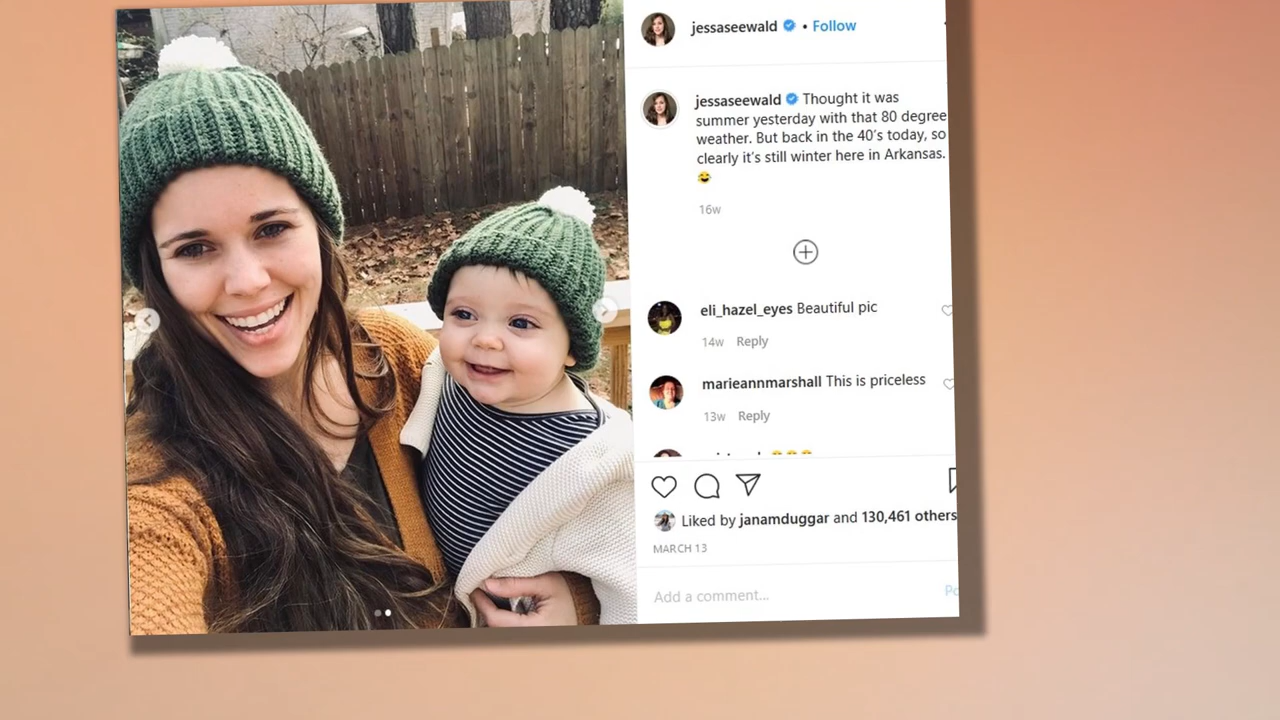 jessaseewald • Follow
jessaseewald Thought it was
summer yesterday with that 80 degree
weather. But back in the 40's today, so
clearly it's still winter here in Arkansas.
😂
16w
eli_hazel_eyes Beautiful pic
14w Reply
marieannmarshall This is priceless
13w Reply
Liked by janamduggar and 130,461 others
MARCH 13
Add a comment...